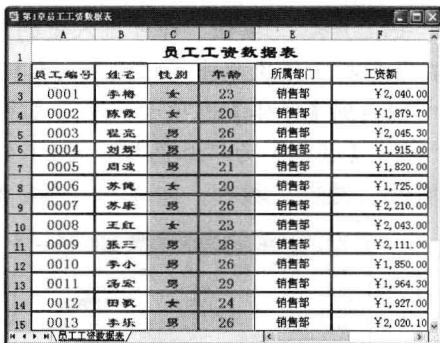 第1章员工工资数据表
A B C D E F
1 员工工资数据表
2 员工编号 姓名 性别 年龄 所属部门 工资额
3 0001 李梅 女 23 销售部 ¥2,040.00
4 0002 陈霞 女 20 销售部 ¥1,879.70
5 0003 程亮 男 26 销售部 ¥2,045.30
6 0004 刘辉 男 24 销售部 ¥1,915.00
7 0005 周波 男 21 销售部 ¥1,820.00
8 0006 苏健 女 20 销售部 ¥1,725.00
9 0007 苏康 男 26 销售部 ¥2,210.00
10 0008 王红 女 23 销售部 ¥2,043.00
11 0009 张三 男 28 销售部 ¥2,111.00
12 0010 李小 男 26 销售部 ¥1,850.00
13 0011 汤宏 男 29 销售部 ¥1,964.30
14 0012 田 女 24 销售部 ¥1,927.00
15 0013 李乐 男 26 销售部 ¥2,020.10
员工工资数据表